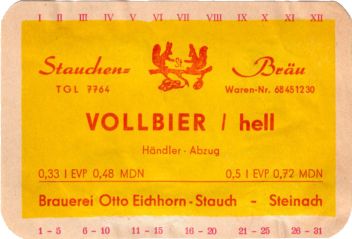 I II III IV V VI VII VIII IX X XI XII
Stauchen= St Bräu
TGL 7764 Waren-Nr. 68451230
VOLLBIER / hell
Händler - Abzug
0,33 l EVP 0,48 MDN 0,5 l EVP 0,72 MDN
Brauerei Otto Eichhorn-Stauch - Steinach
1-5 6-10 11-15 16-20 21-25 26-31